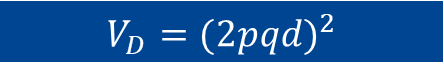 V_D = (2pqd)²